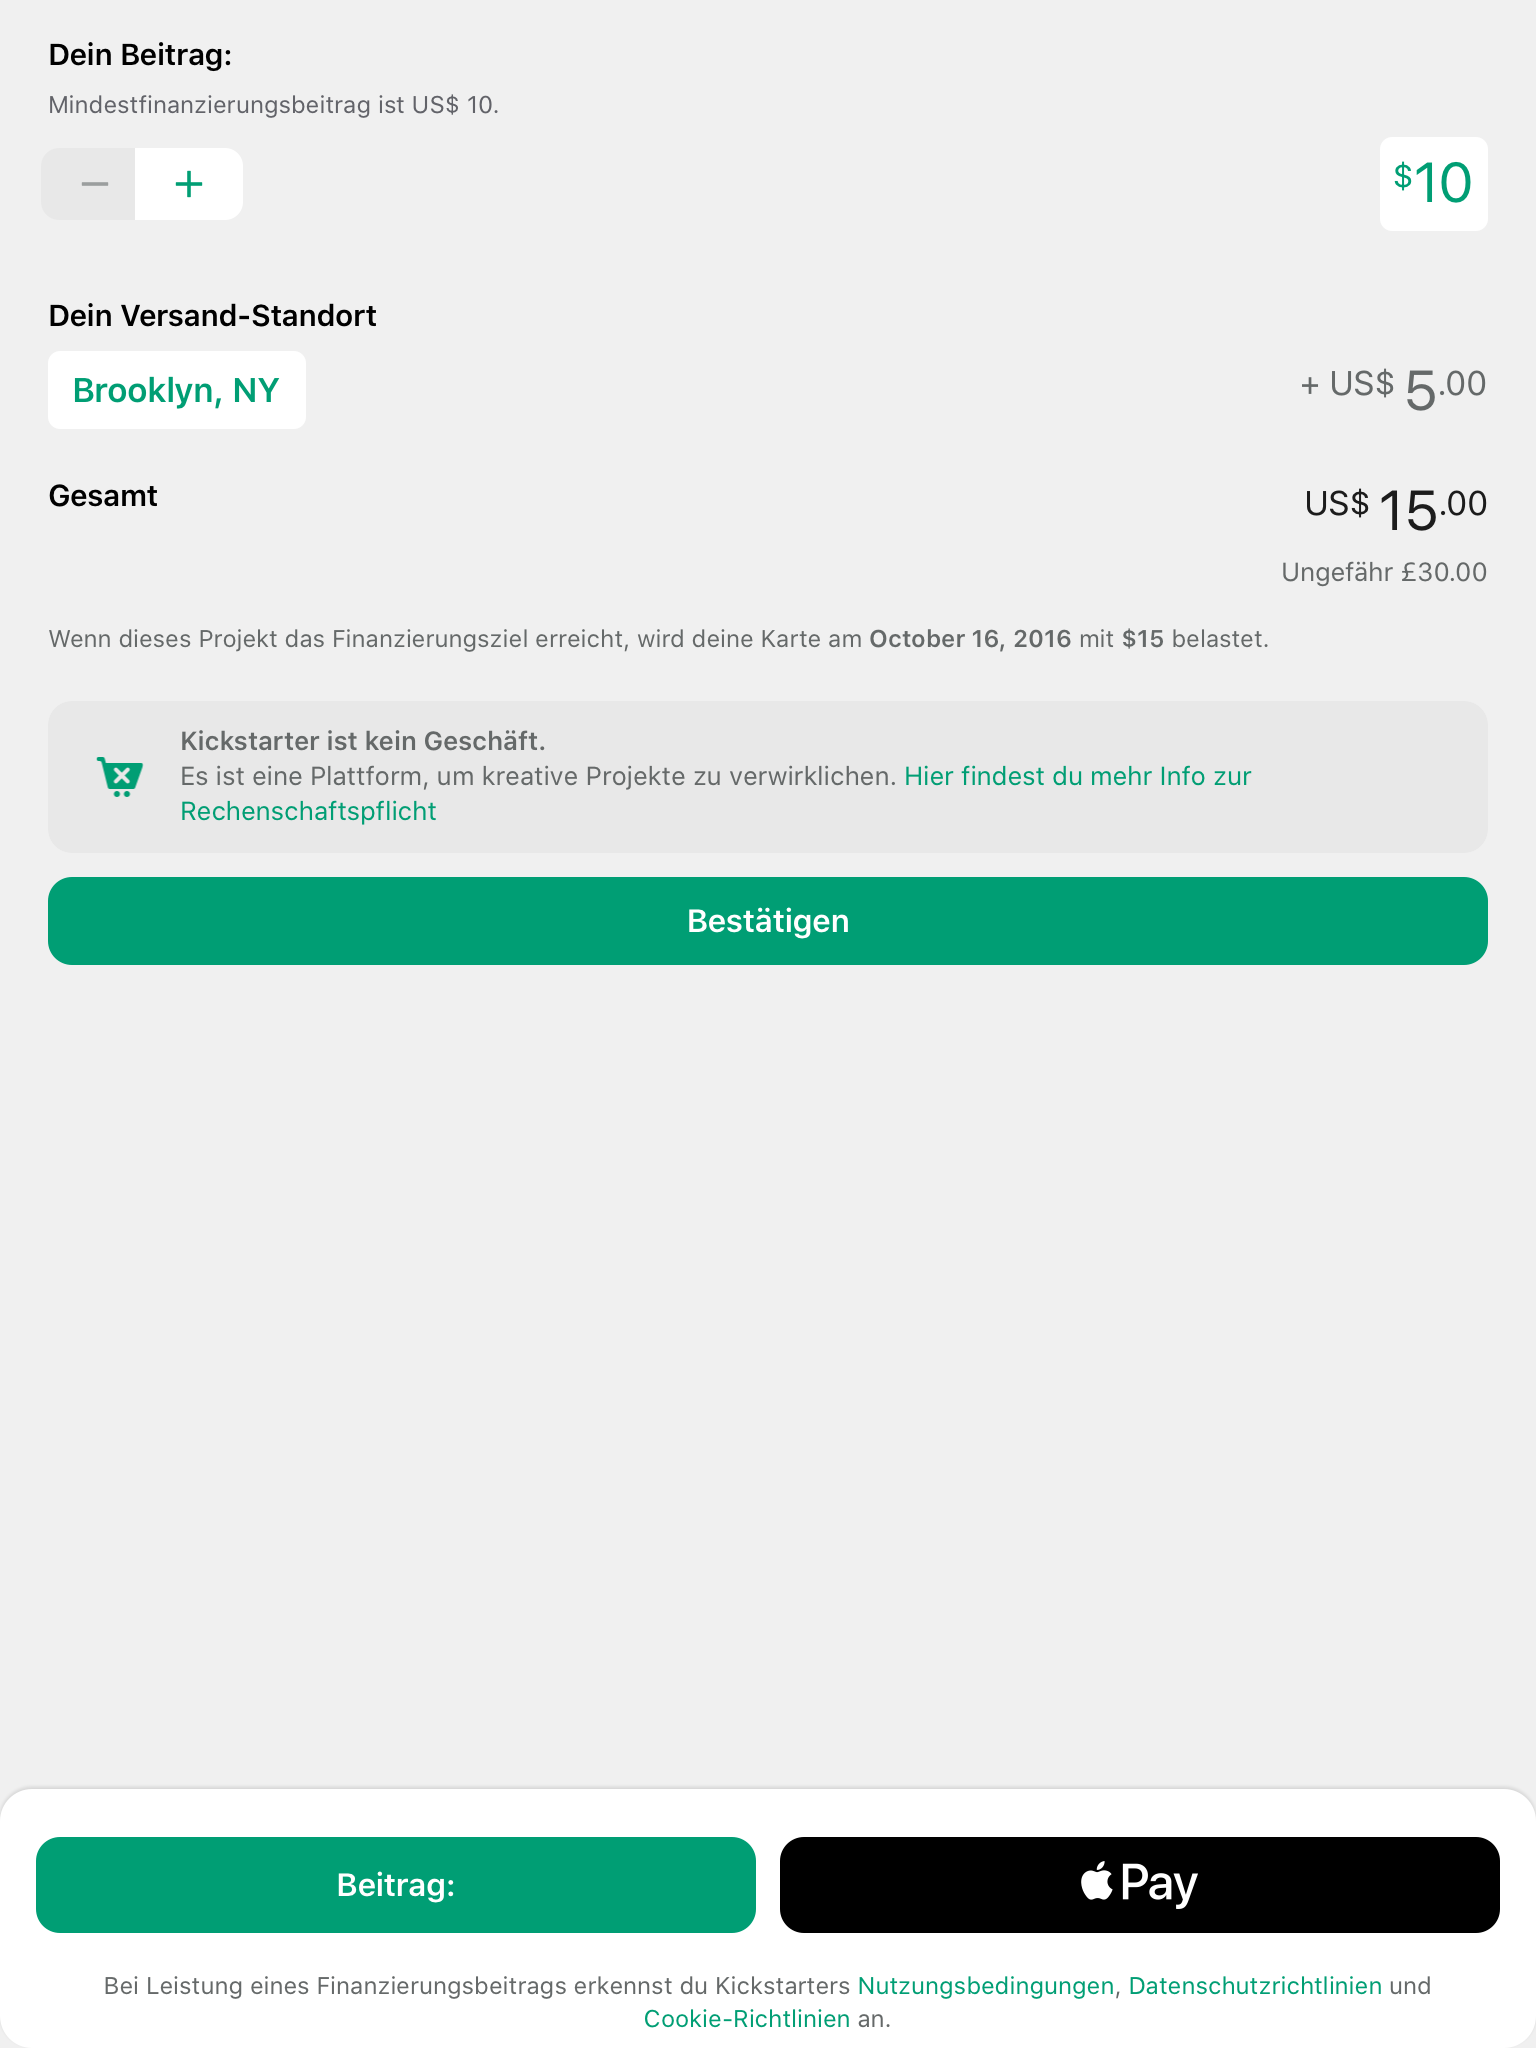 Dein Beitrag:
Mindestfinanzierungsbeitrag ist US$ 10.
− +
$10
Dein Versand-Standort
Brooklyn, NY
+ US$ 5.00
Gesamt
US$ 15.00
Ungefähr £30.00
Wenn dieses Projekt das Finanzierungsziel erreicht, wird deine Karte am October 16, 2016 mit $15 belastet.
Kickstarter ist kein Geschäft.
Es ist eine Plattform, um kreative Projekte zu verwirklichen. Hier findest du mehr Info zur
Rechenschaftspflicht
Bestätigen
Beitrag:
Pay
Bei Leistung eines Finanzierungsbeitrags erkennst du Kickstarters Nutzungsbedingungen, Datenschutzrichtlinien und
Cookie-Richtlinien an.